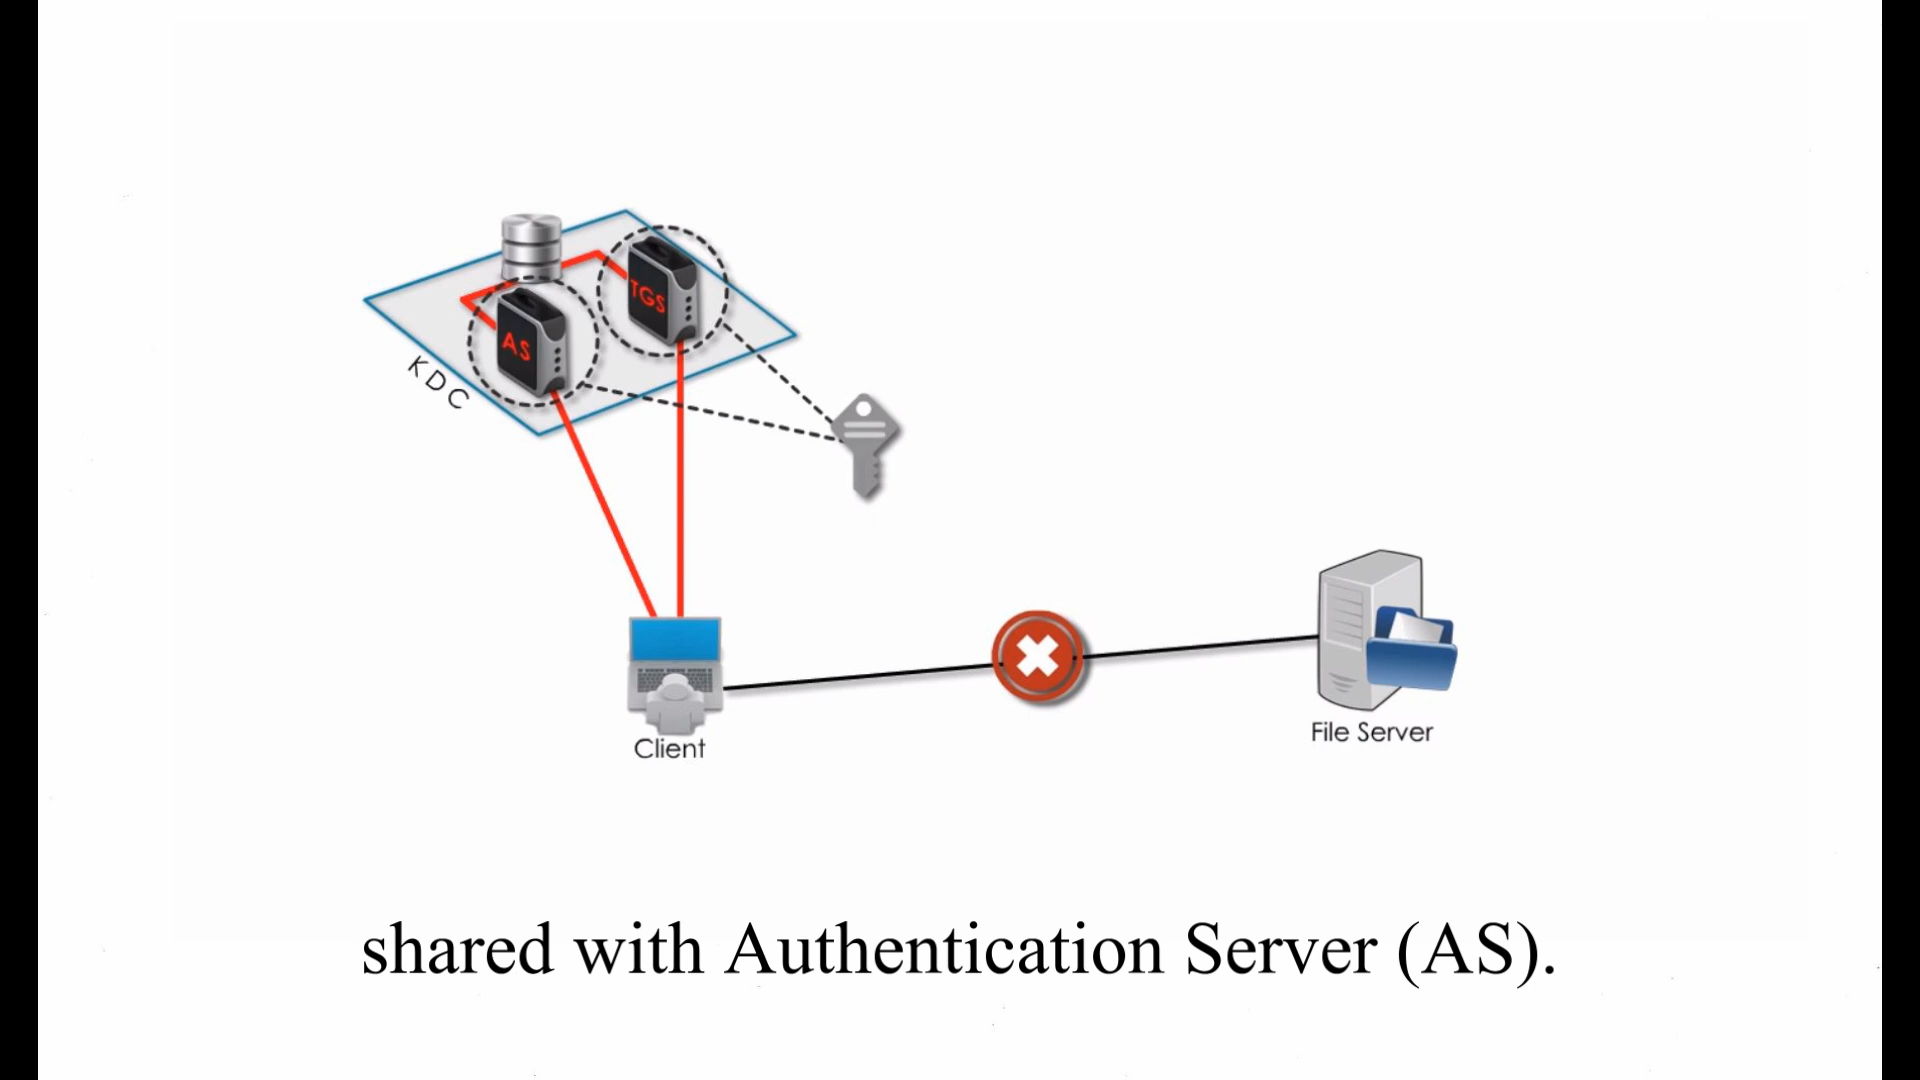 TGS
AS
KDC
Client
File Server
shared with Authentication Server (AS).